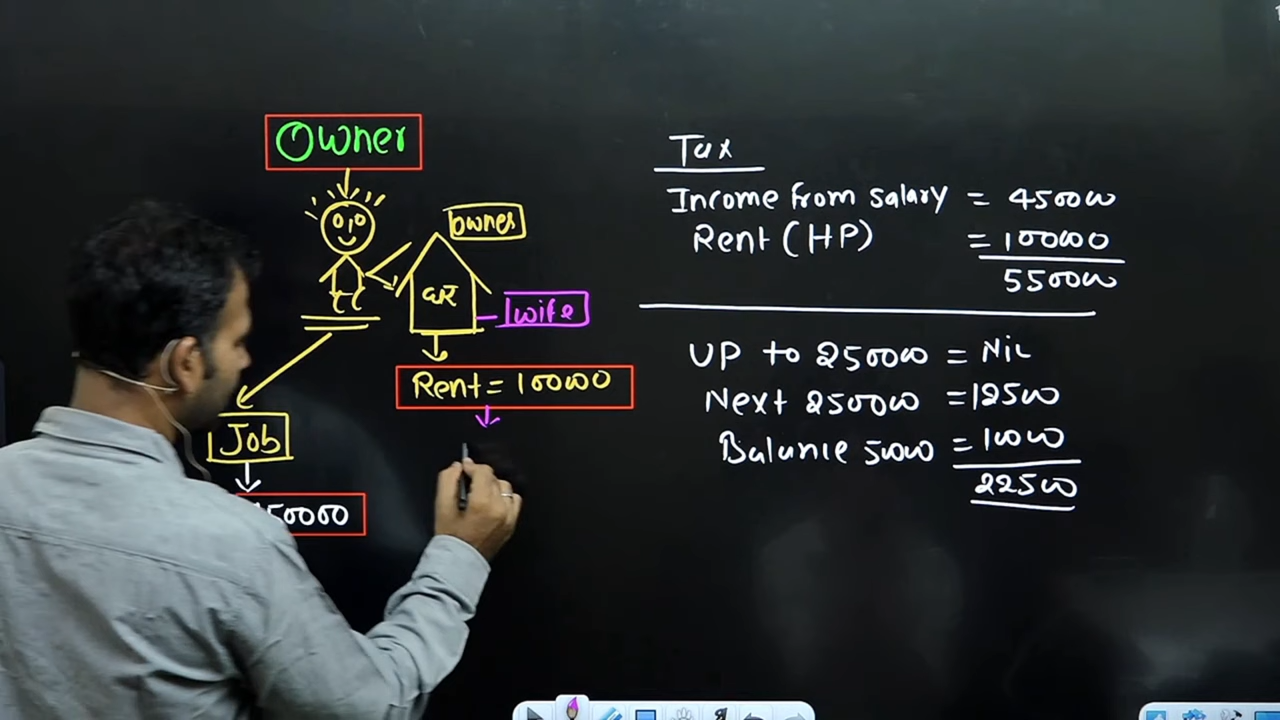 Owner
owner
wife
Rent = 100000
Job
50000
Tax
Income from salary = 450000
Rent (HP) = 100000
550000
UP to 250000 = Nil
Next 250000 = 12500
Balance 50000 = 10000
22500